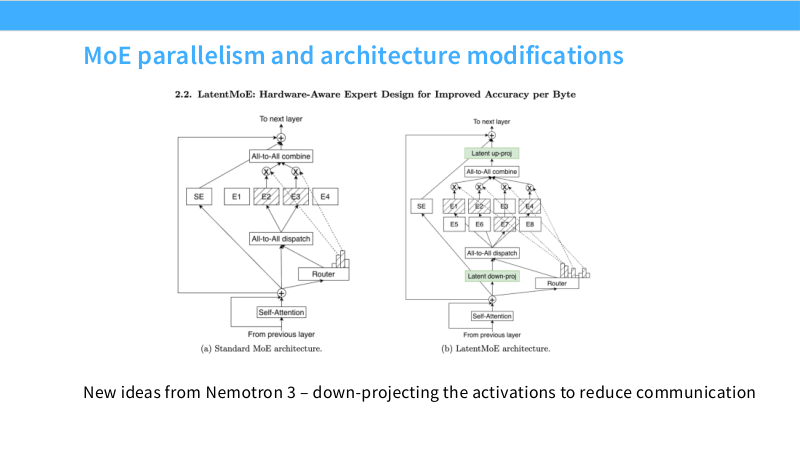 MoE parallelism and architecture modifications
2.2. LatentMoE: Hardware-Aware Expert Design for Improved Accuracy per Byte
To next layer
All-to-All combine
SE
E1
E2
E3
E4
All-to-All dispatch
Router
Self-Attention
From previous layer
(a) Standard MoE architecture.
To next layer
Latent up-proj
All-to-All combine
SE
E1
E2
E3
E4
E5
E6
E7
E8
All-to-All dispatch
Latent down-proj
Router
Self-Attention
From previous layer
(b) LatentMoE architecture.
New ideas from Nemotron 3 – down-projecting the activations to reduce communication